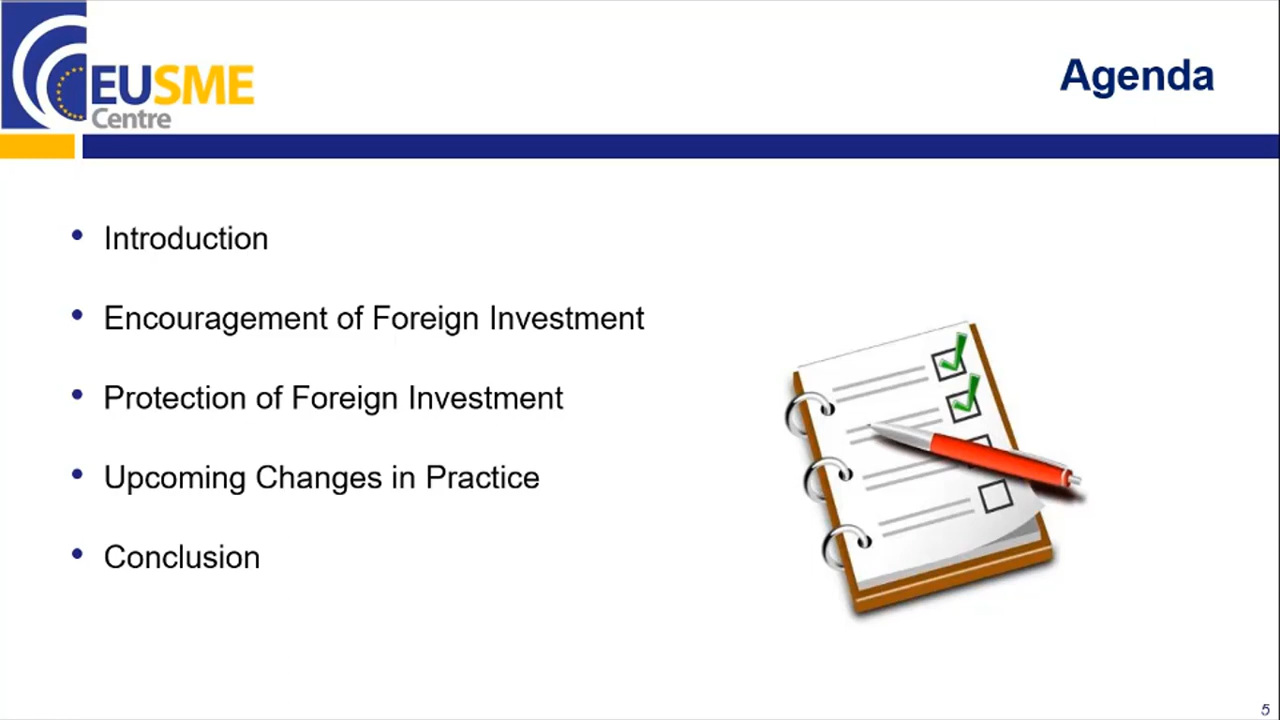 EUSME
Centre
Agenda
• Introduction
• Encouragement of Foreign Investment
• Protection of Foreign Investment
• Upcoming Changes in Practice
• Conclusion
5